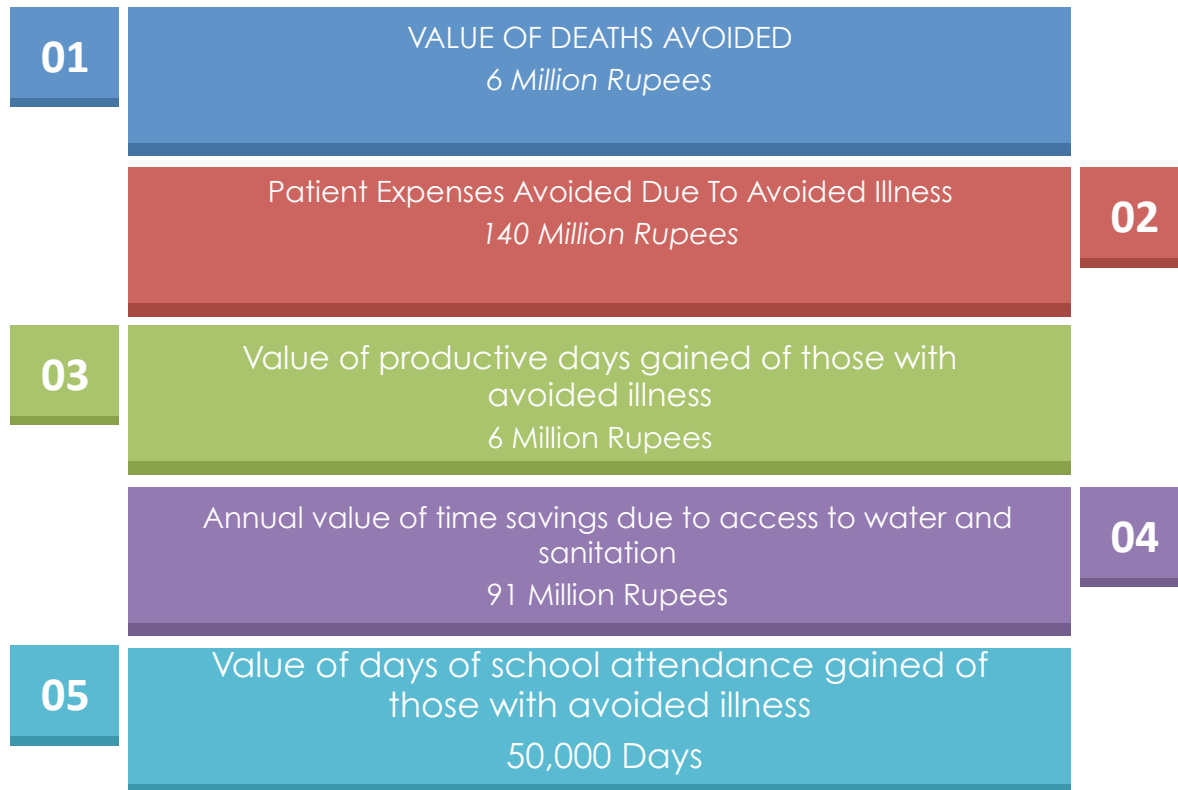 01
VALUE OF DEATHS AVOIDED
6 Million Rupees
Patient Expenses Avoided Due To Avoided Illness
140 Million Rupees
02
03
Value of productive days gained of those with
avoided illness
6 Million Rupees
Annual value of time savings due to access to water and
sanitation
91 Million Rupees
04
05
Value of days of school attendance gained of
those with avoided illness
50,000 Days